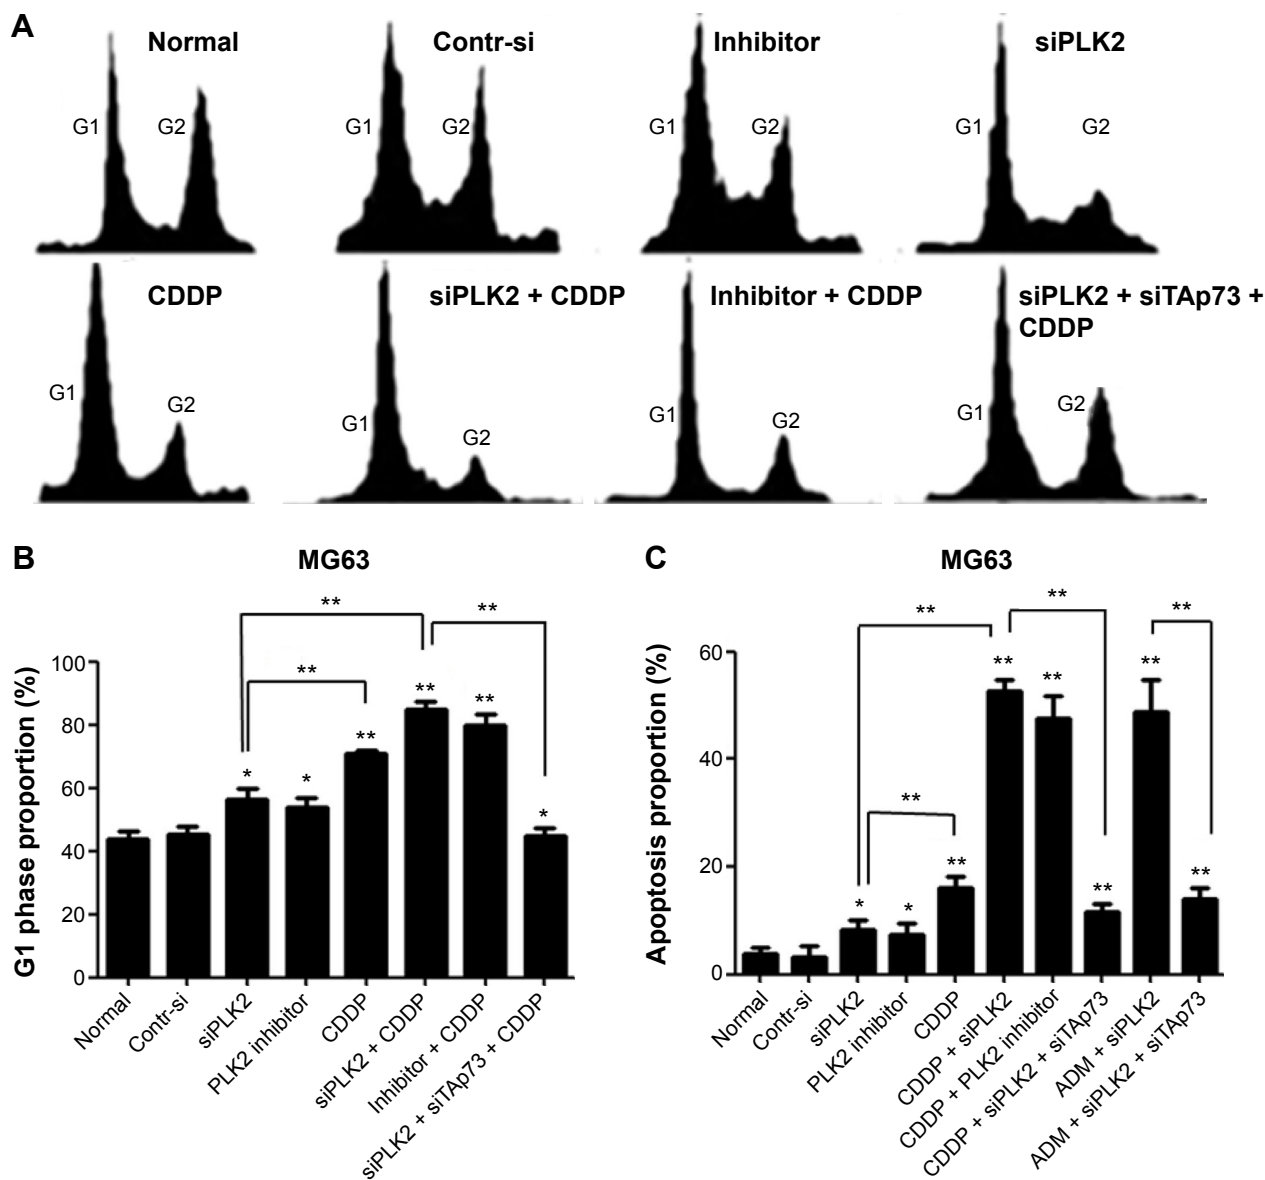 A
Normal
Contr-si
Inhibitor
siPLK2
G1
G2
G1
G2
G1
G2
G1
G2
CDDP
siPLK2 + CDDP
Inhibitor + CDDP
siPLK2 + siTAp73 +
CDDP
G1
G2
G1
G2
G1
G2
G1
G2
B
MG63
G1 phase proportion (%)
100
80
60
40
20
0
**
**
**
*
*
**
**
**
*
Normal
Contr-si
siPLK2
PLK2 inhibitor
CDDP
siPLK2 + CDDP
Inhibitor + CDDP
siPLK2 + siTAp73 + CDDP
C
MG63
Apoptosis proportion (%)
60
40
20
0
**
**
**
**
*
*
**
**
**
**
**
**
Normal
Contr-si
siPLK2
PLK2 inhibitor
CDDP
CDDP + siPLK2
CDDP + PLK2 inhibitor
CDDP + siPLK2 + siTAp73
ADM + siPLK2
ADM + siPLK2 + siTAp73